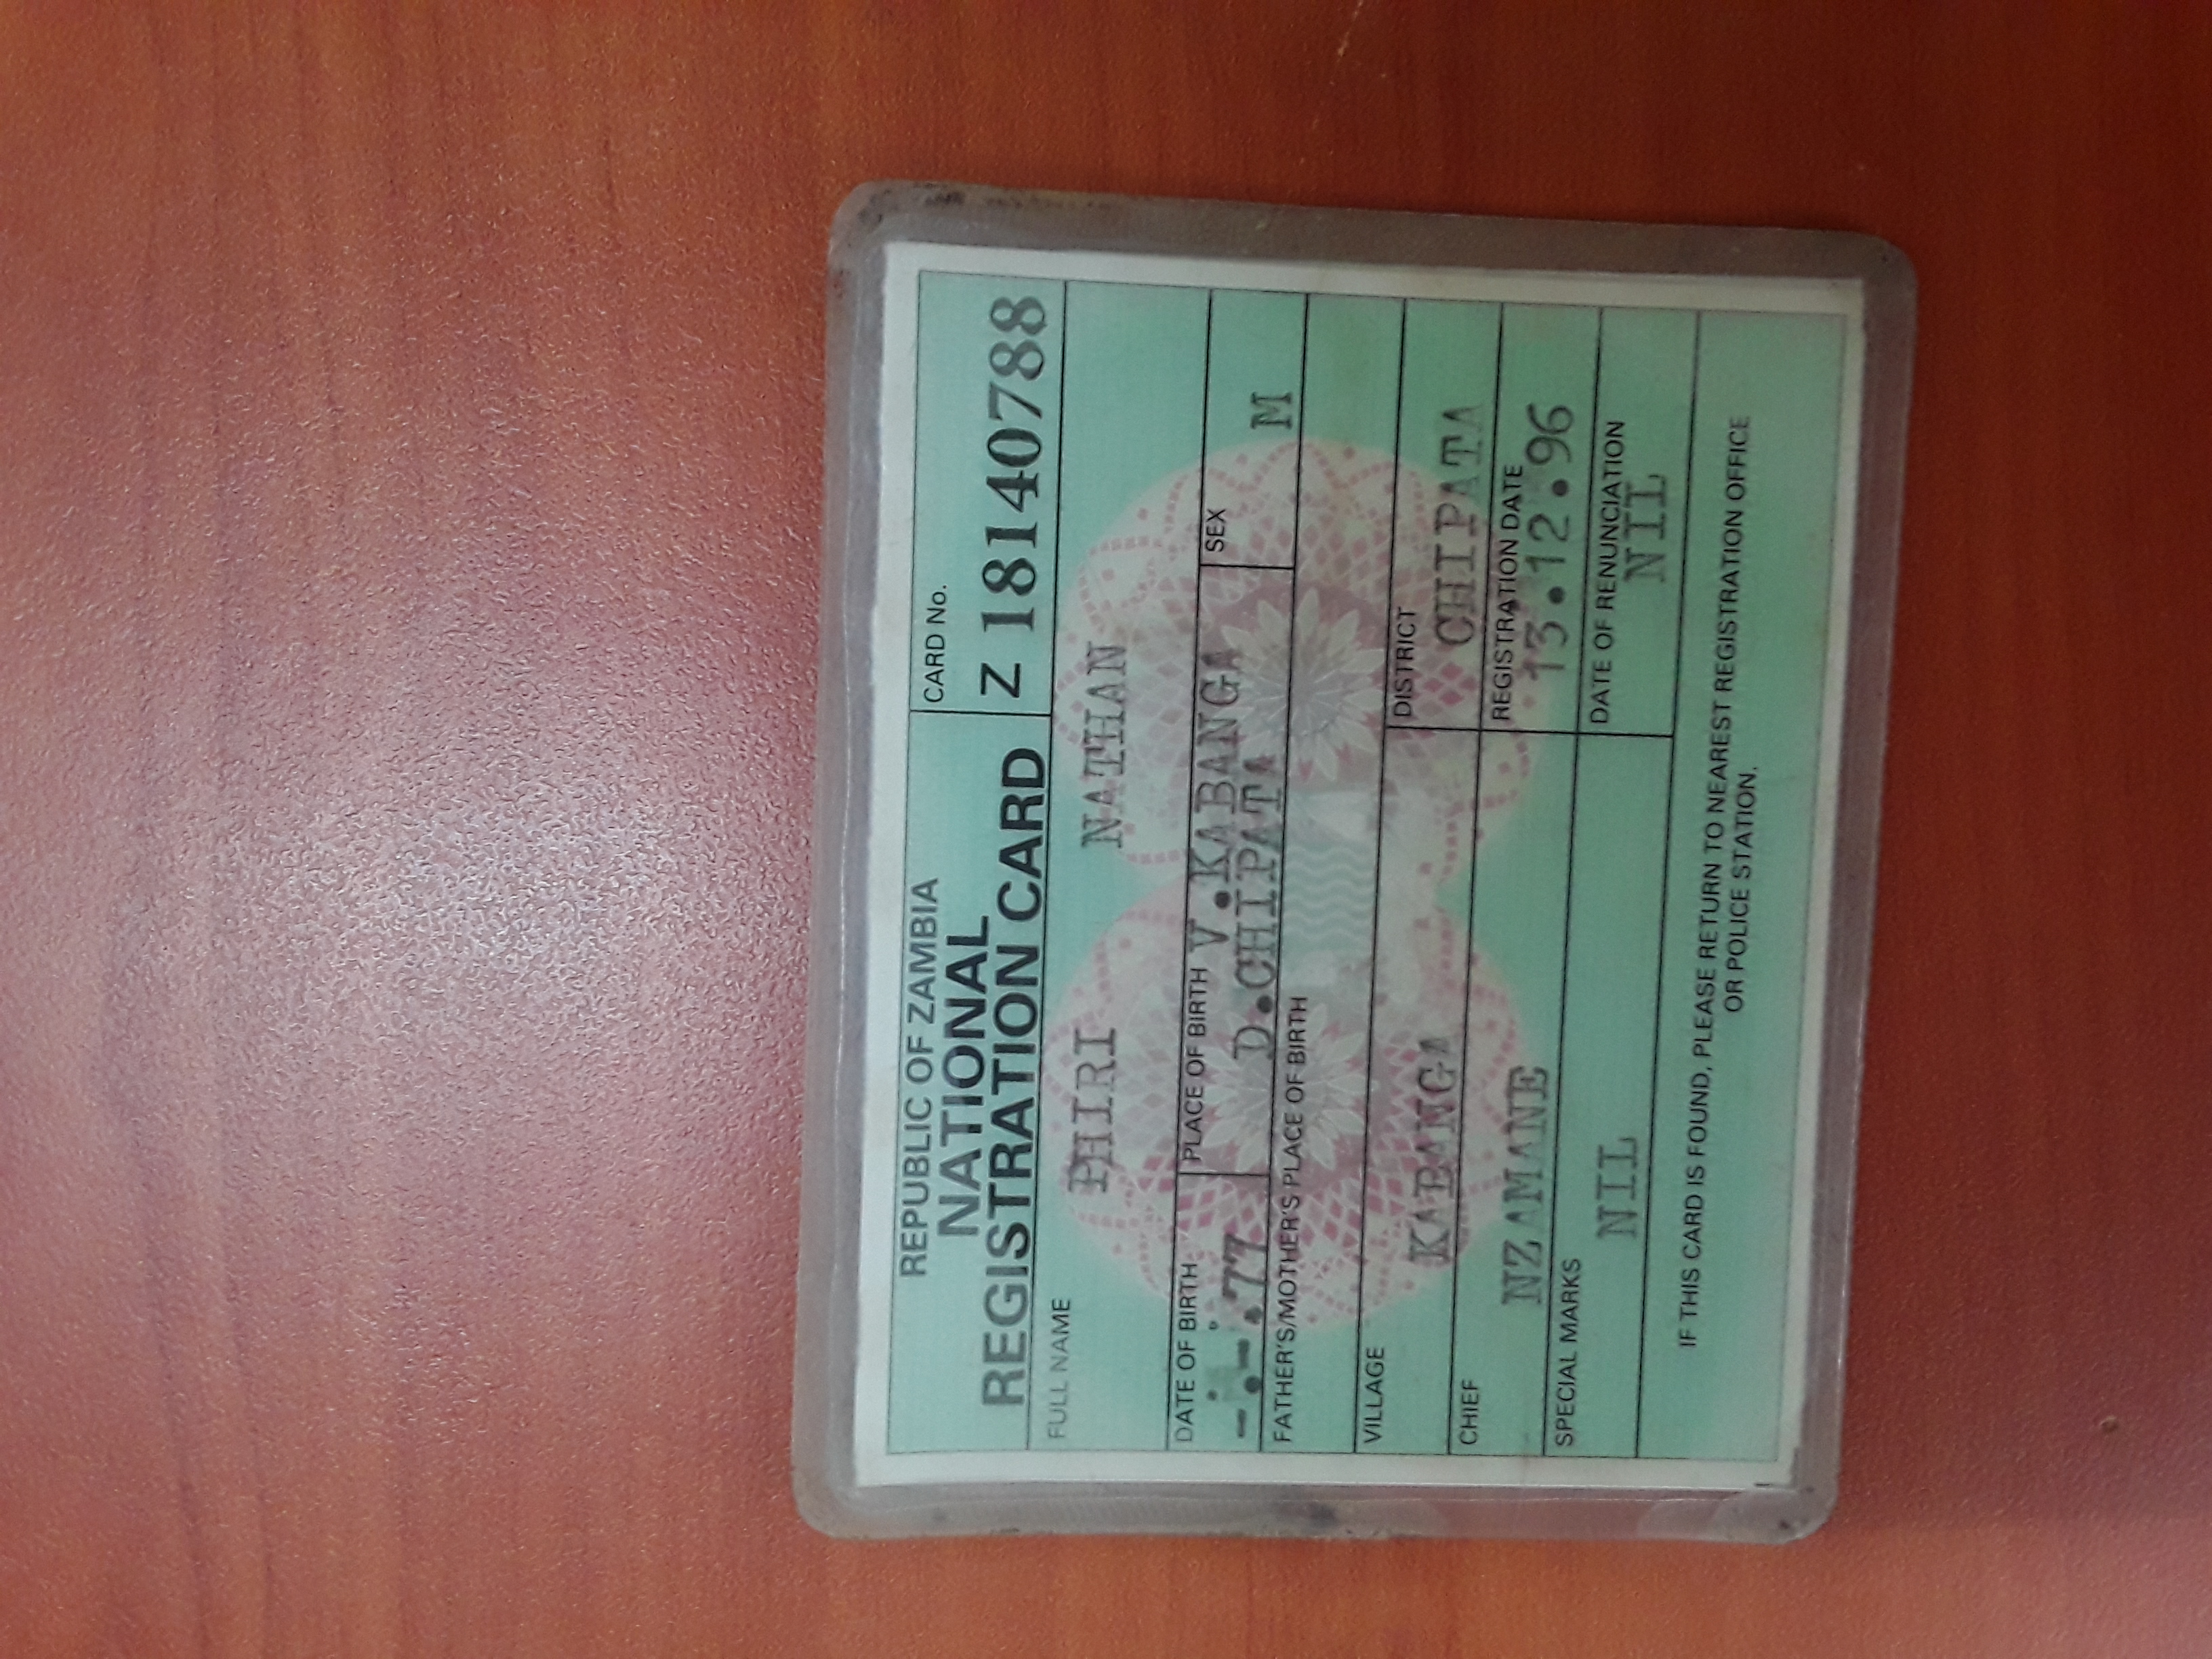 REPUBLIC OF ZAMBIA
NATIONAL
REGISTRATION CARD
CARD No.
Z 18140788
FULL NAME
PHIRI NATHAN
DATE OF BIRTH
-.-.77
PLACE OF BIRTH V.KABANGA
D.CHIPATA
SEX
M
FATHER'S/MOTHER'S PLACE OF BIRTH
VILLAGE
KABANGA
DISTRICT
CHIPATA
CHIEF
NZAMANE
REGISTRATION DATE
13.12.96
SPECIAL MARKS
NIL
DATE OF RENUNCIATION
NIL
IF THIS CARD IS FOUND, PLEASE RETURN TO NEAREST REGISTRATION OFFICE
OR POLICE STATION.